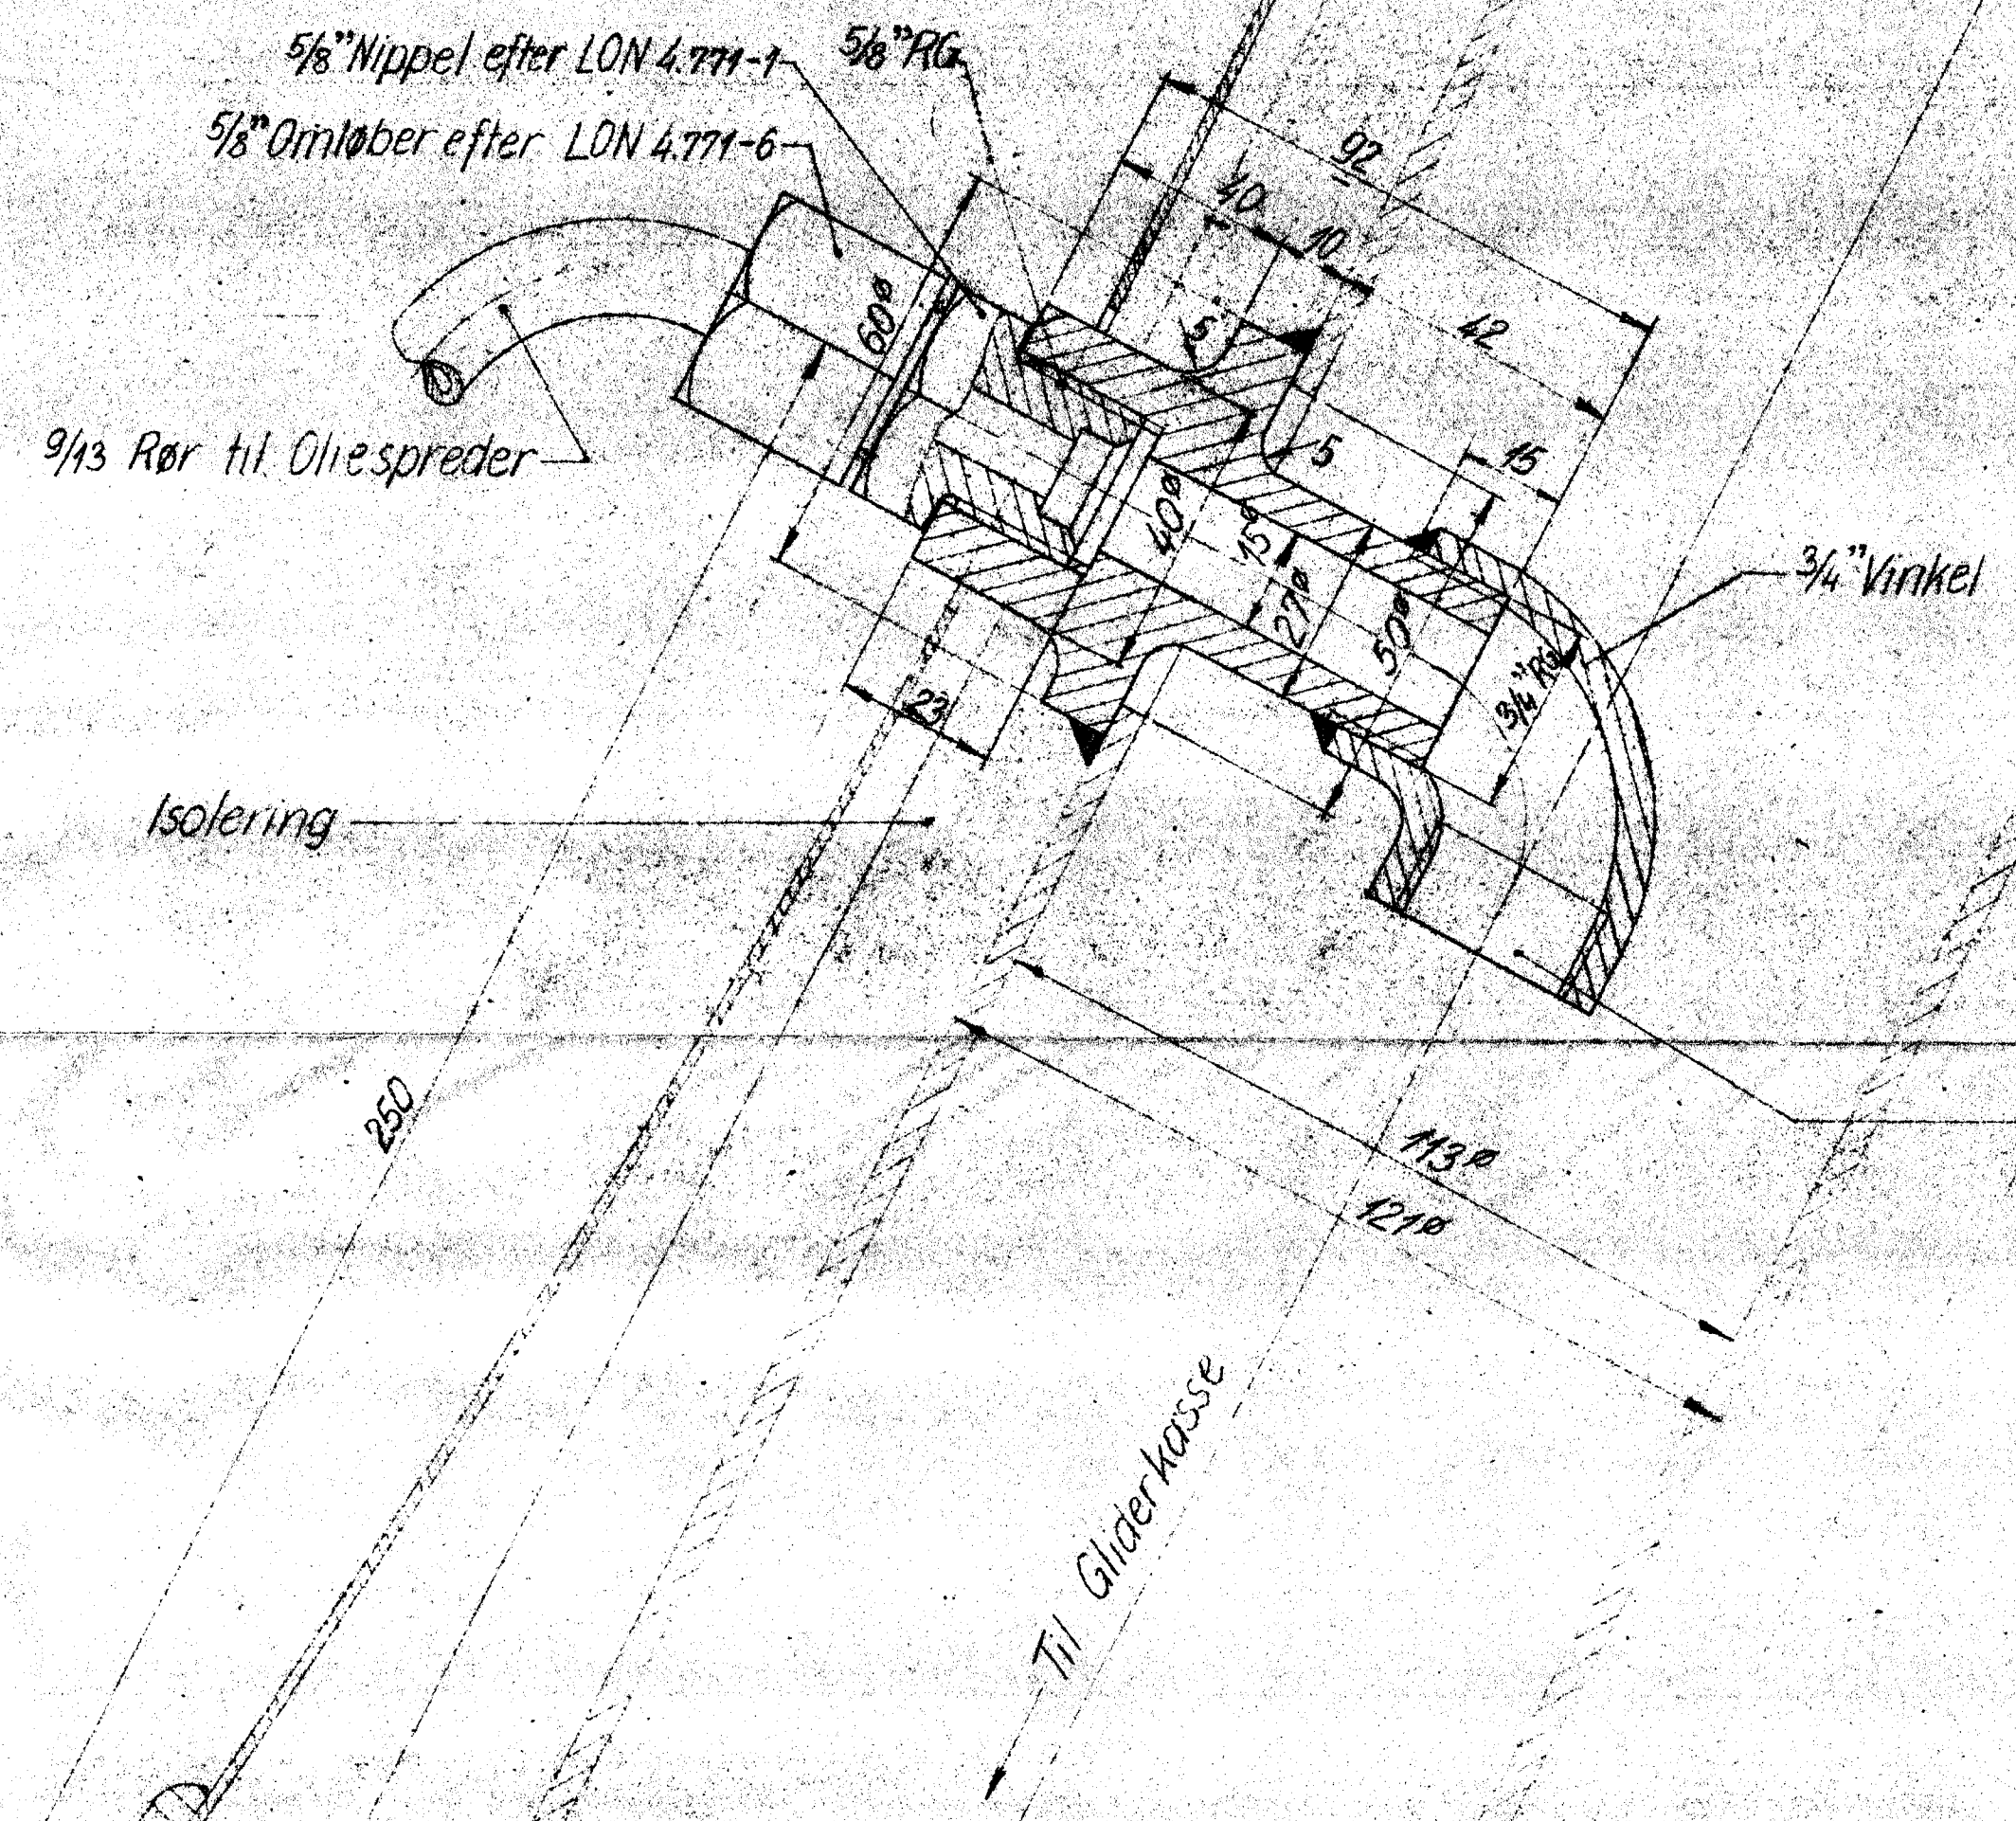 5/8" Nippel efter LON 4.771-1
5/8" RG
5/8" Omløber efter LON 4.771-6
92
40
10
42
60ø
5
9/13 Rør til Oliespreder
5
15
40ø
15ø
27ø
50ø
3/4" Vinkel
3/4" RG
23
Isolering
250
113ø
121ø
Til Gliderkasse